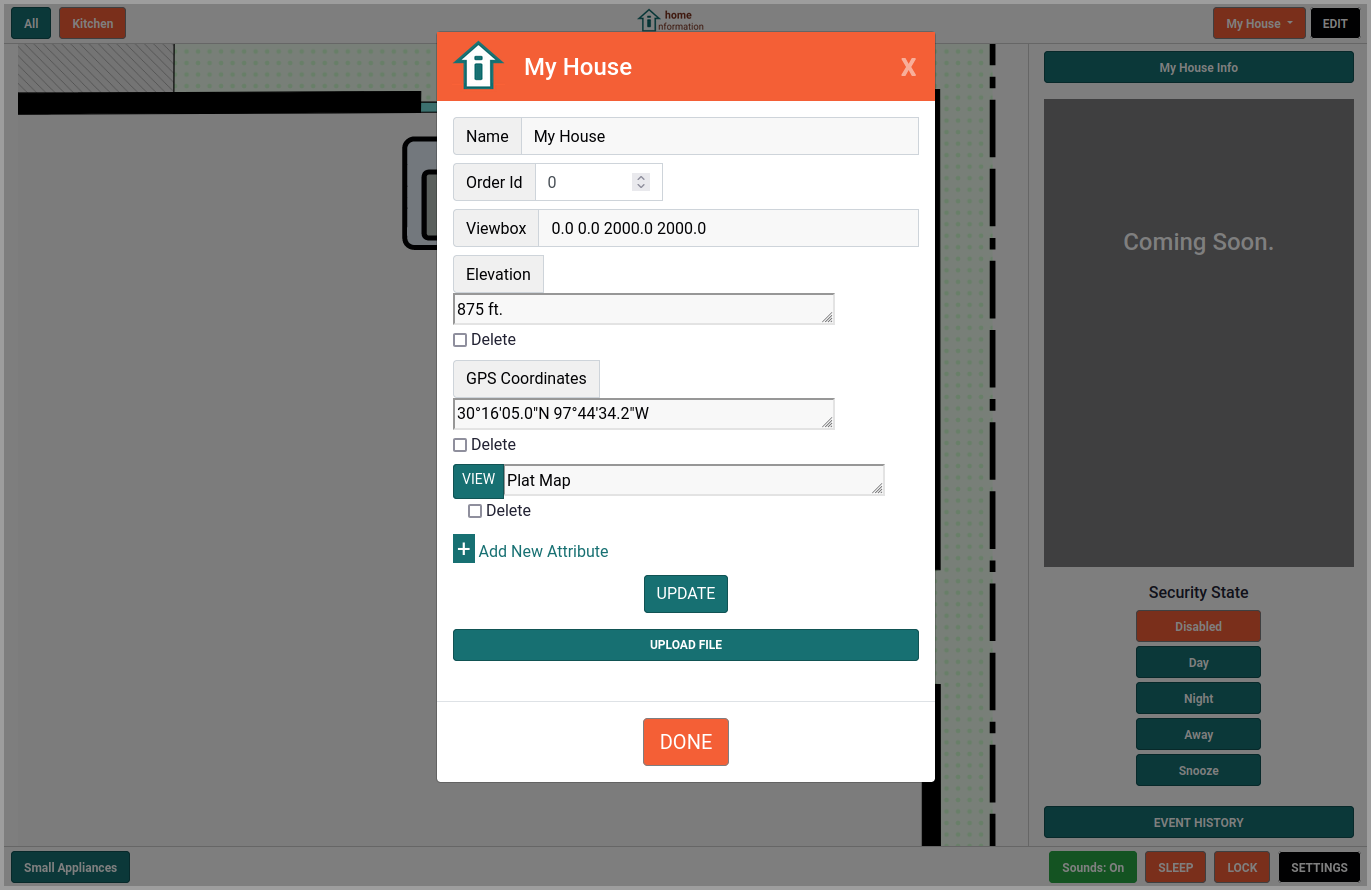 All
Kitchen
home
nformation
My House
EDIT
My House
X
Name
My House
Order Id
0
Viewbox
0.0 0.0 2000.0 2000.0
Elevation
875 ft.
Delete
GPS Coordinates
30°16'05.0"N 97°44'34.2"W
Delete
VIEW
Plat Map
Delete
+ Add New Attribute
UPDATE
UPLOAD FILE
DONE
My House Info
Coming Soon.
Security State
Disabled
Day
Night
Away
Snooze
EVENT HISTORY
Small Appliances
Sounds: On
SLEEP
LOCK
SETTINGS